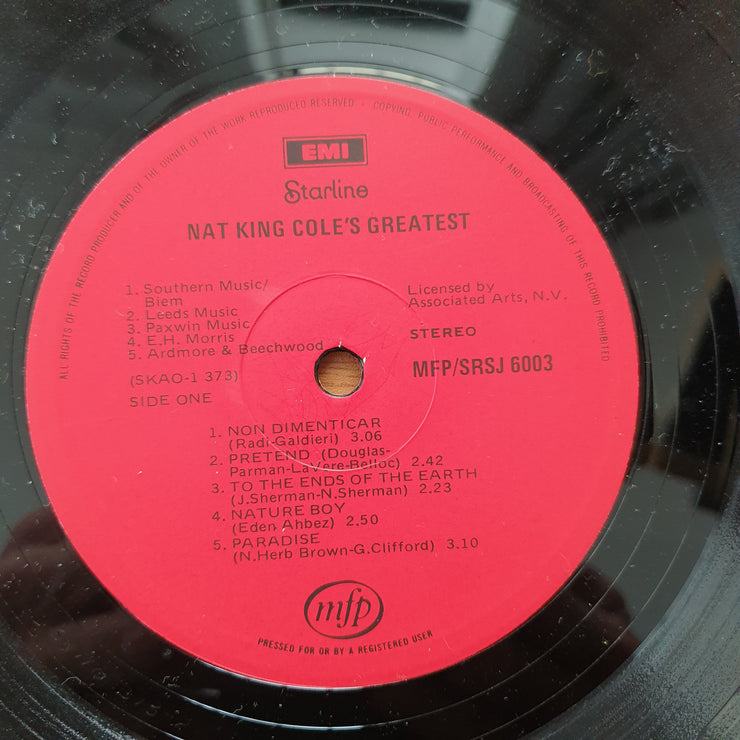 ALL RIGHTS OF THE RECORD PRODUCER AND OF THE OWNER OF THE WORK REPRODUCED RESERVED • COPYING, PUBLIC PERFORMANCE AND BROADCASTING OF THIS RECORD PROHIBITED
EMI
Starline
NAT KING COLE'S GREATEST
1. Southern Music/
Biem
2. Leeds Music
3. Paxwin Music
4. E.H. Morris
5. Ardmore & Beechwood
Licensed by
Associated Arts, N.V.
STEREO
(SKAO-1 373)
MFP/SRSJ 6003
SIDE ONE
1. NON DIMENTICAR
(Radi-Galdieri) 3.06
2. PRETEND (Douglas-
Parman-LaVere-Belloc) 2.42
3. TO THE ENDS OF THE EARTH
(J.Sherman-N.Sherman) 2.23
4. NATURE BOY
(Eden Ahbez) 2.50
5. PARADISE
(N.Herb Brown-G.Clifford) 3.10
mfp
PRESSED FOR OR BY A REGISTERED USER